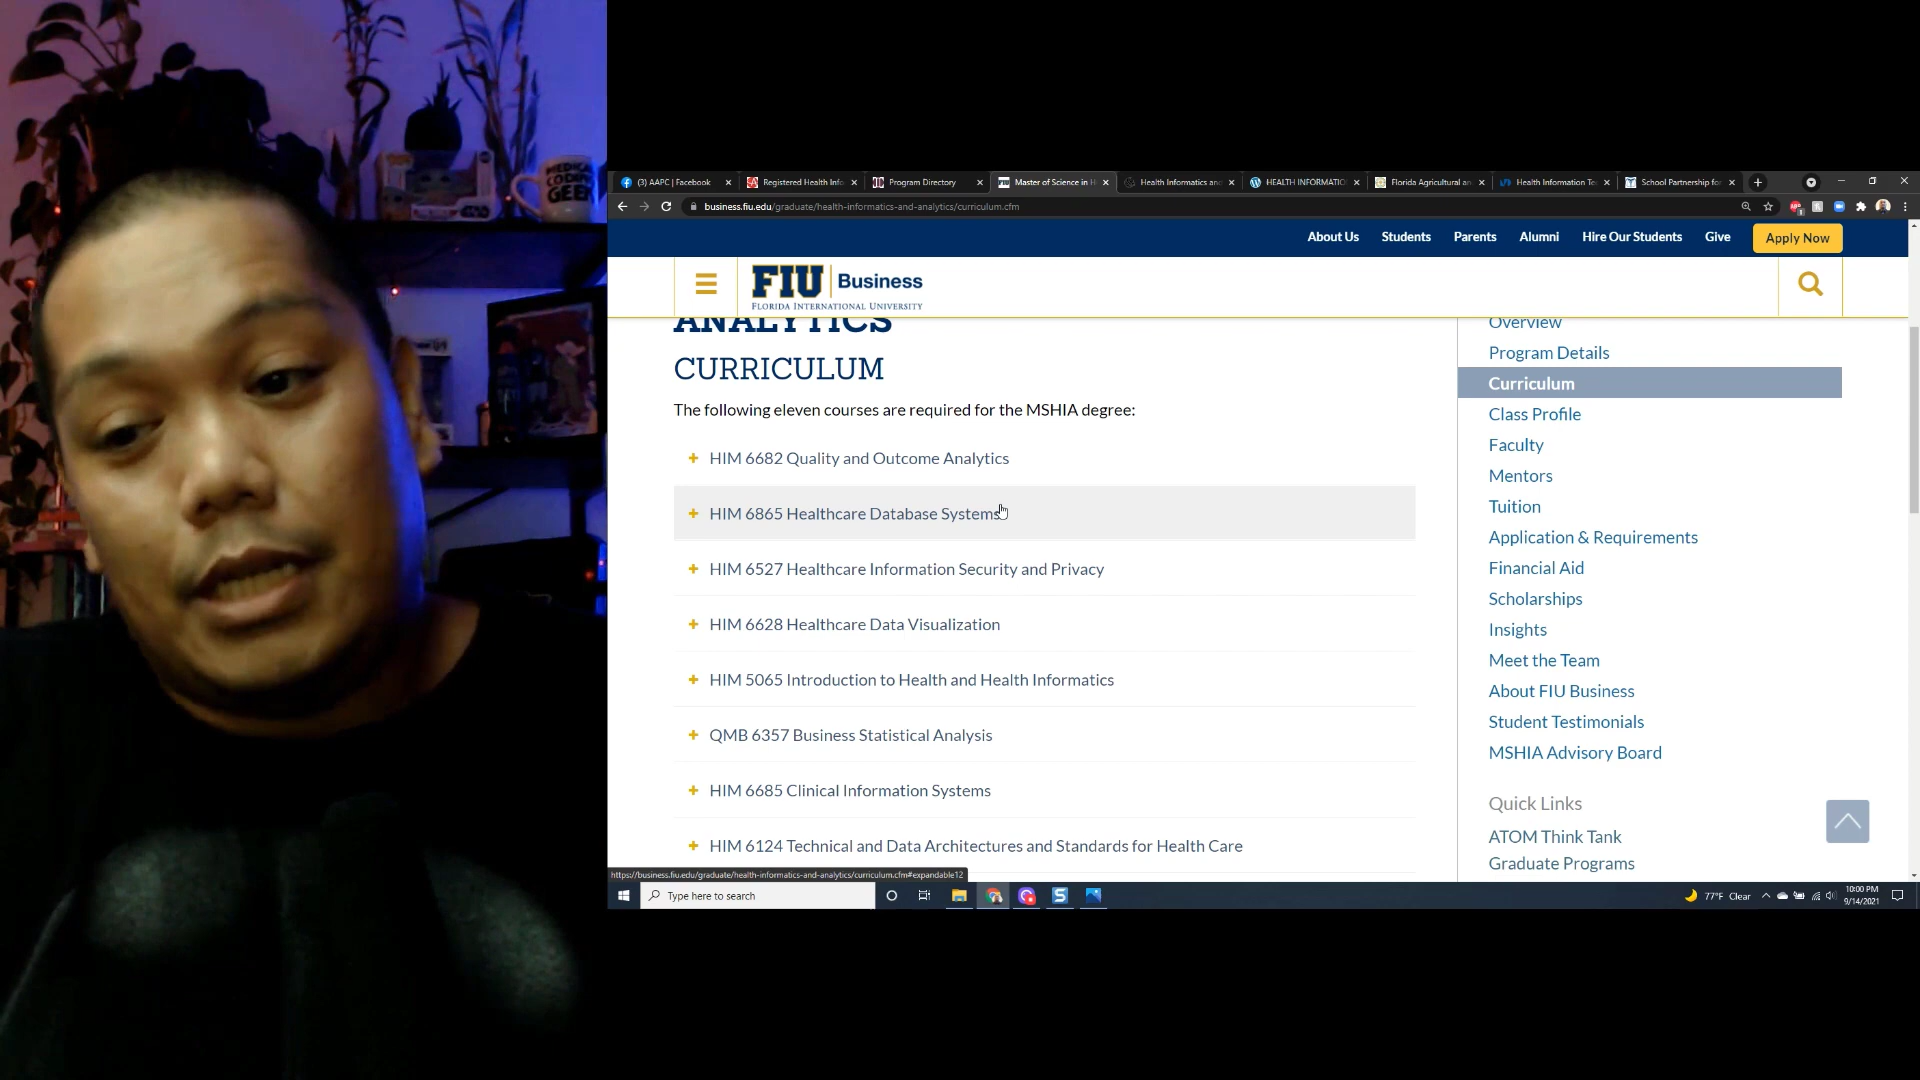 MEDICAL
CODING
GEEK
(3) AAPC | Facebook
Registered Health Info
Program Directory
Master of Science in H
Health Informatics and
HEALTH INFORMATIO
Florida Agricultural an
Health Information Te
School Partnership for
business.fiu.edu/graduate/health-informatics-and-analytics/curriculum.cfm
About Us
Students
Parents
Alumni
Hire Our Students
Give
Apply Now
FIU Business
FLORIDA INTERNATIONAL UNIVERSITY
ANALYTICS
CURRICULUM
The following eleven courses are required for the MSHIA degree:
+ HIM 6682 Quality and Outcome Analytics
+ HIM 6865 Healthcare Database Systems
+ HIM 6527 Healthcare Information Security and Privacy
+ HIM 6628 Healthcare Data Visualization
+ HIM 5065 Introduction to Health and Health Informatics
+ QMB 6357 Business Statistical Analysis
+ HIM 6685 Clinical Information Systems
+ HIM 6124 Technical and Data Architectures and Standards for Health Care
Overview
Program Details
Curriculum
Class Profile
Faculty
Mentors
Tuition
Application & Requirements
Financial Aid
Scholarships
Insights
Meet the Team
About FIU Business
Student Testimonials
MSHIA Advisory Board
Quick Links
ATOM Think Tank
Graduate Programs
https://business.fiu.edu/graduate/health-informatics-and-analytics/curriculum.cfm#expandable12
Type here to search
77°F Clear
10:00 PM
9/14/2021